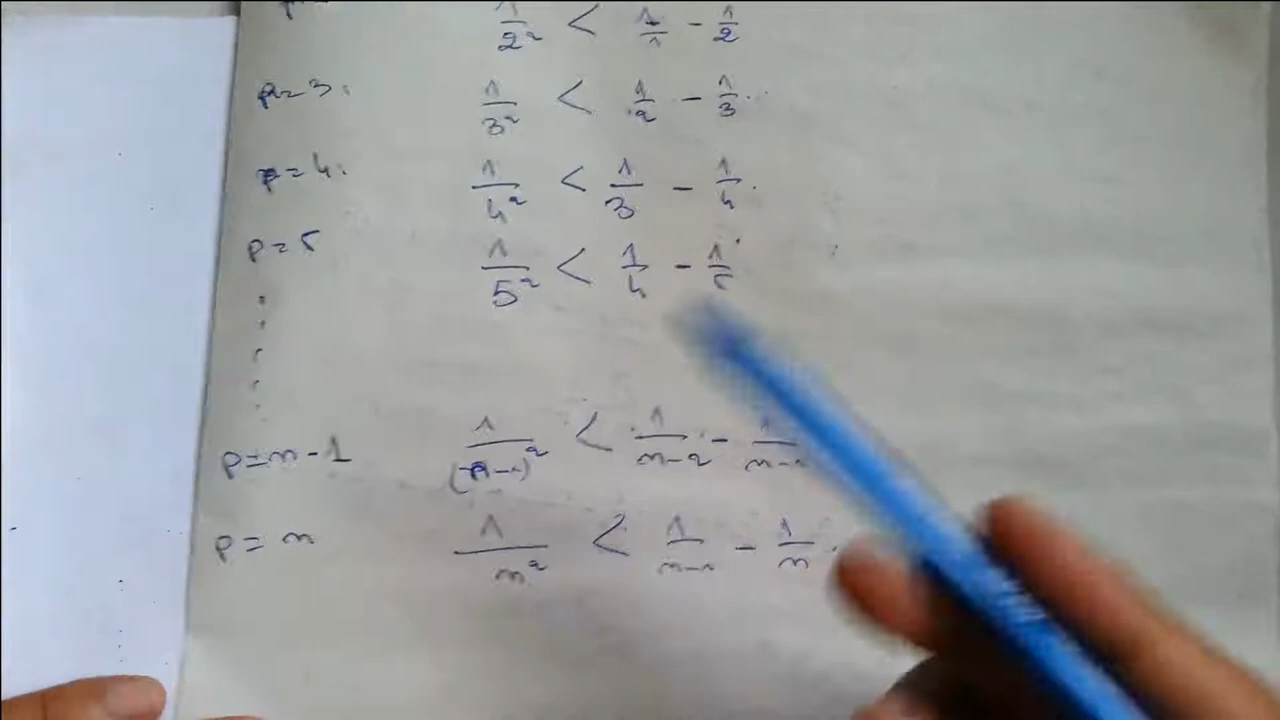 1/2² < 1/1 - 1/2
p=3: 1/3² < 1/2 - 1/3
p=4: 1/4² < 1/3 - 1/4
p=5 1/5² < 1/4 - 1/5
p=n-1 1/(n-1)² < 1/n-2 - 1/n-1
p=n 1/n² < 1/n-1 - 1/n